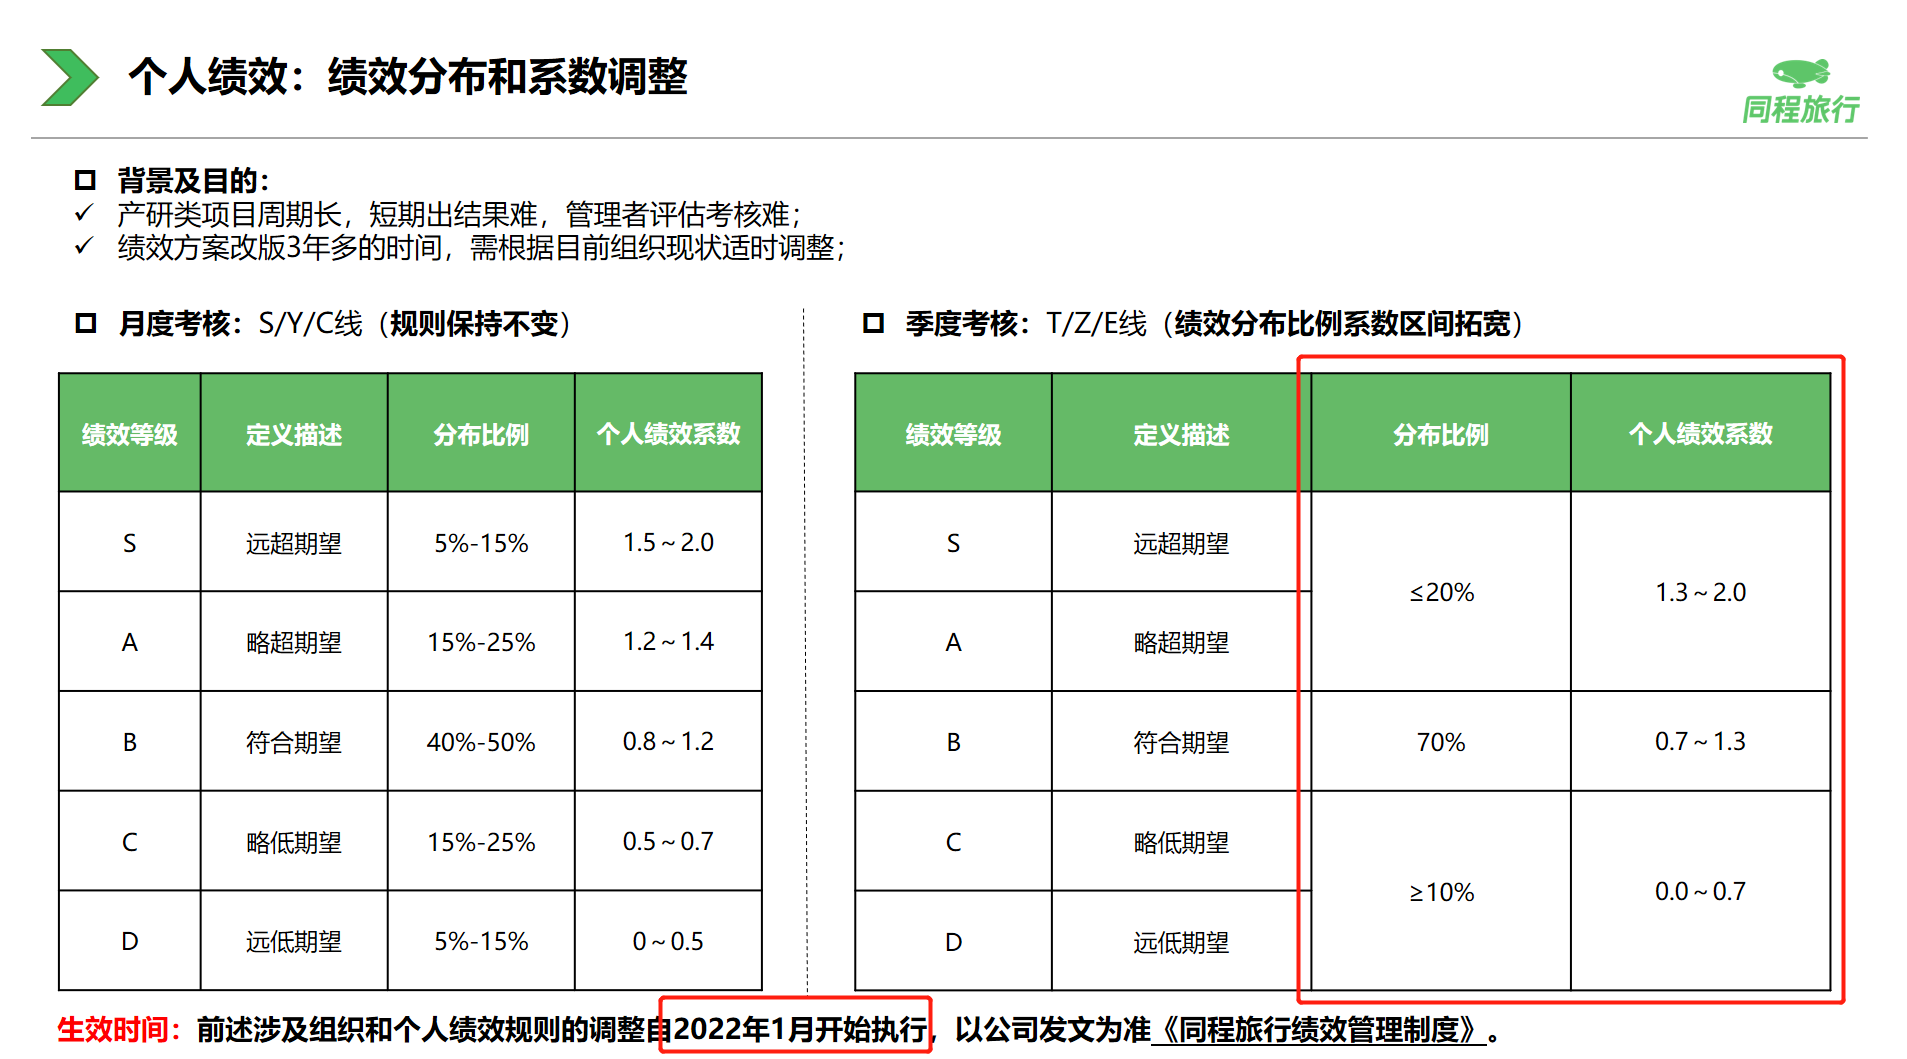 个人绩效：绩效分布和系数调整
同程旅行
背景及目的：
产研类项目周期长，短期出结果难，管理者评估考核难；
绩效方案改版3年多的时间，需根据目前组织现状适时调整；
月度考核：S/Y/C线（规则保持不变）
绩效等级 定义描述 分布比例 个人绩效系数
S 远超期望 5%-15% 1.5～2.0
A 略超期望 15%-25% 1.2～1.4
B 符合期望 40%-50% 0.8～1.2
C 略低期望 15%-25% 0.5～0.7
D 远低期望 5%-15% 0～0.5
季度考核：T/Z/E线（绩效分布比例系数区间拓宽）
绩效等级 定义描述 分布比例 个人绩效系数
S 远超期望
≤20% 1.3～2.0
A 略超期望
B 符合期望 70% 0.7～1.3
C 略低期望
≥10% 0.0～0.7
D 远低期望
生效时间：前述涉及组织和个人绩效规则的调整自2022年1月开始执行，以公司发文为准《同程旅行绩效管理制度》。